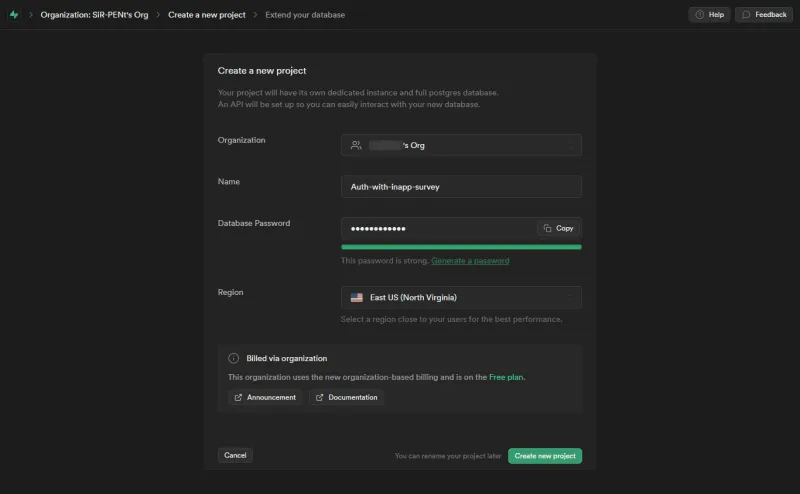 Organization: SiR-PENt's Org > Create a new project > Extend your database
Help
Feedback
Create a new project
Your project will have its own dedicated instance and full postgres database.
An API will be set up so you can easily interact with your new database.
Organization
's Org
Name
Auth-with-inapp-survey
Database Password
••••••••••••
Copy
This password is strong. Generate a password
Region
East US (North Virginia)
Select a region close to your users for the best performance.
Billed via organization
This organization uses the new organization-based billing and is on the Free plan.
Announcement
Documentation
Cancel
You can rename your project later
Create new project